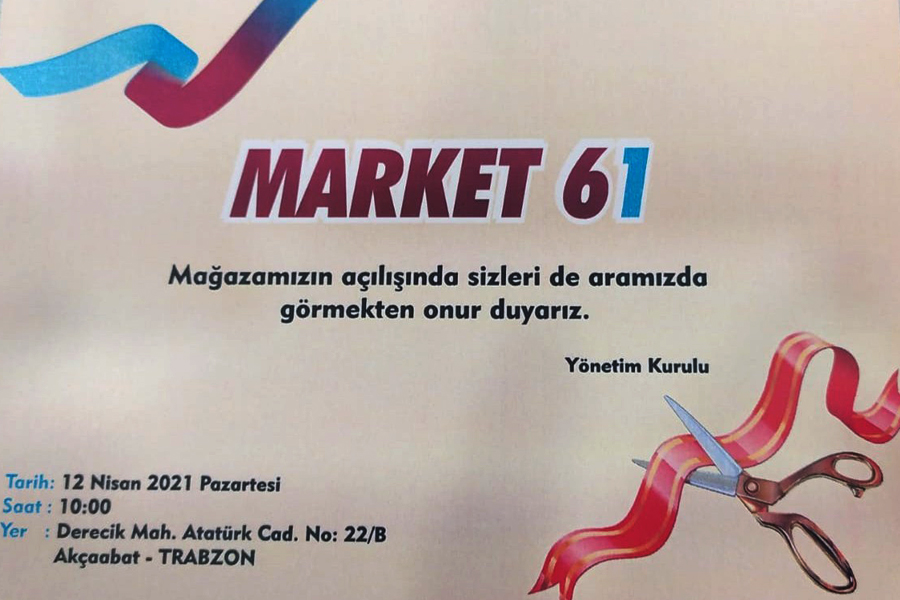 MARKET 61
Mağazamızın açılışında sizleri de aramızda
görmekten onur duyarız.
Yönetim Kurulu
Tarih: 12 Nisan 2021 Pazartesi
Saat : 10:00
Yer : Derecik Mah. Atatürk Cad. No: 22/B
Akçaabat - TRABZON